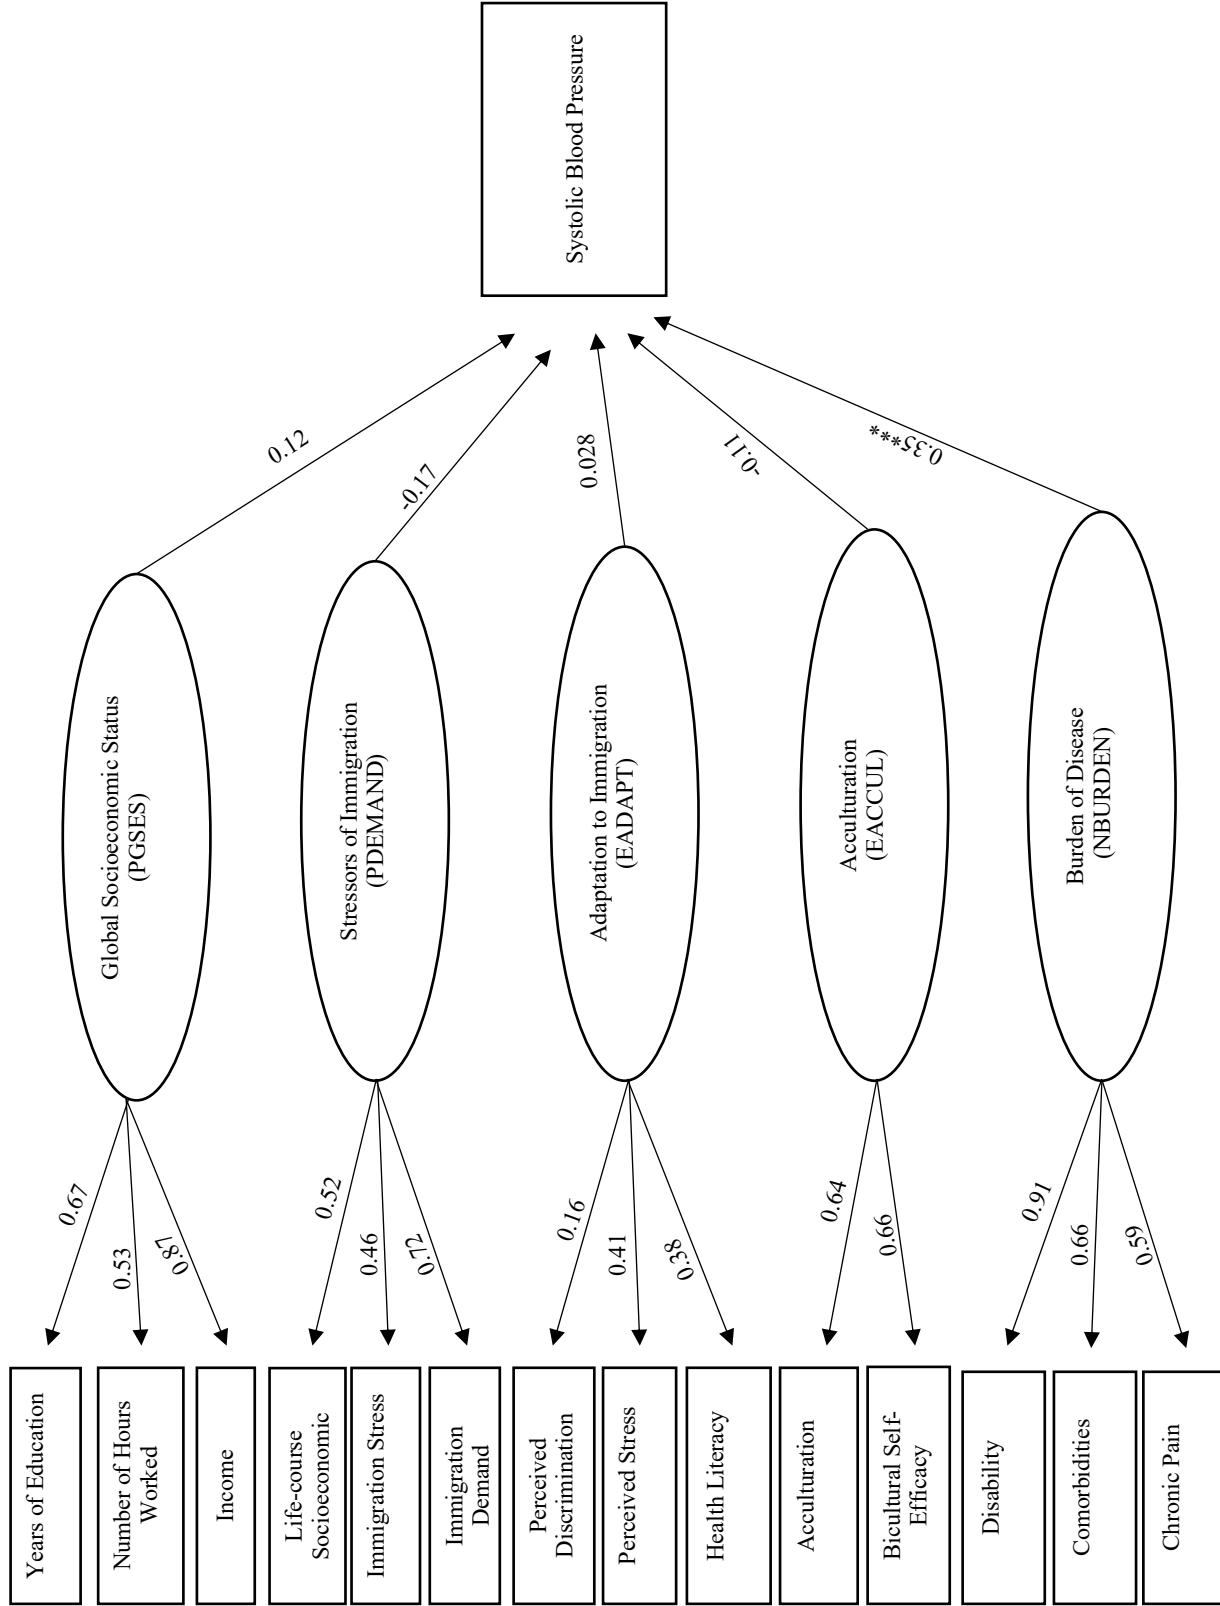 Years of Education
Number of Hours
Worked
Income
Life-course
Socioeconomic
Immigration Stress
Immigration
Demand
Perceived
Discrimination
Perceived Stress
Health Literacy
Acculturation
Bicultural Self-
Efficacy
Disability
Comorbidities
Chronic Pain
0.67
0.53
0.87
0.52
0.46
0.72
0.16
0.41
0.38
0.64
0.66
0.91
0.66
0.59
Global Socioeconomic Status
(PGSES)
Stressors of Immigration
(PDEMAND)
Adaptation to Immigration
(EADAPT)
Acculturation
(EACCUL)
Burden of Disease
(NBURDEN)
0.12
-0.17
0.028
-0.11
0.35***
Systolic Blood Pressure